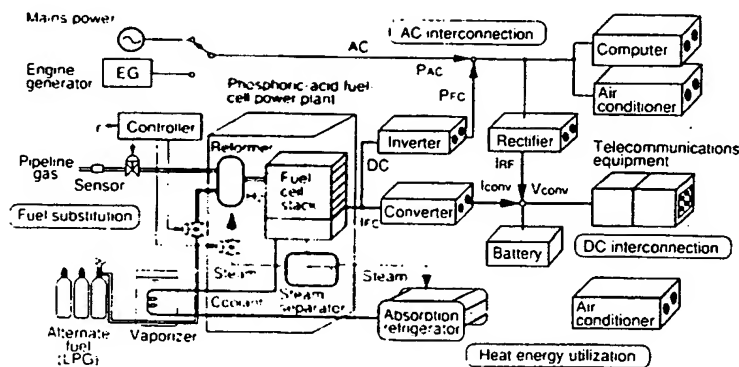 Mains power
AC
AC interconnection
Computer
Engine generator
EG
PAC
PFC
Air conditioner
Phosphoric-acid fuel-cell power plant
Controller
Reformer
Inverter
Rectifier
DC
IRF
Telecommunications equipment
Pipeline gas
Sensor
Fuel cell stack
IFC
Converter
Iconv
Vconv
Fuel substitution
Battery
DC interconnection
Steam
Steam separator
Steam
Coolant
Alternate fuel (LPG)
Vaporizer
Absorption refrigerator
Air conditioner
Heat energy utilization